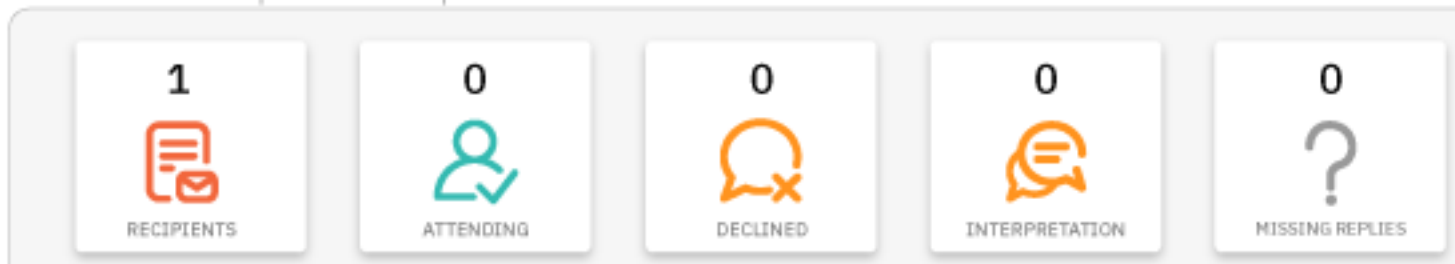 1 0 0 0 0
RECIPIENTS ATTENDING DECLINED INTERPRETATION MISSING REPLIES